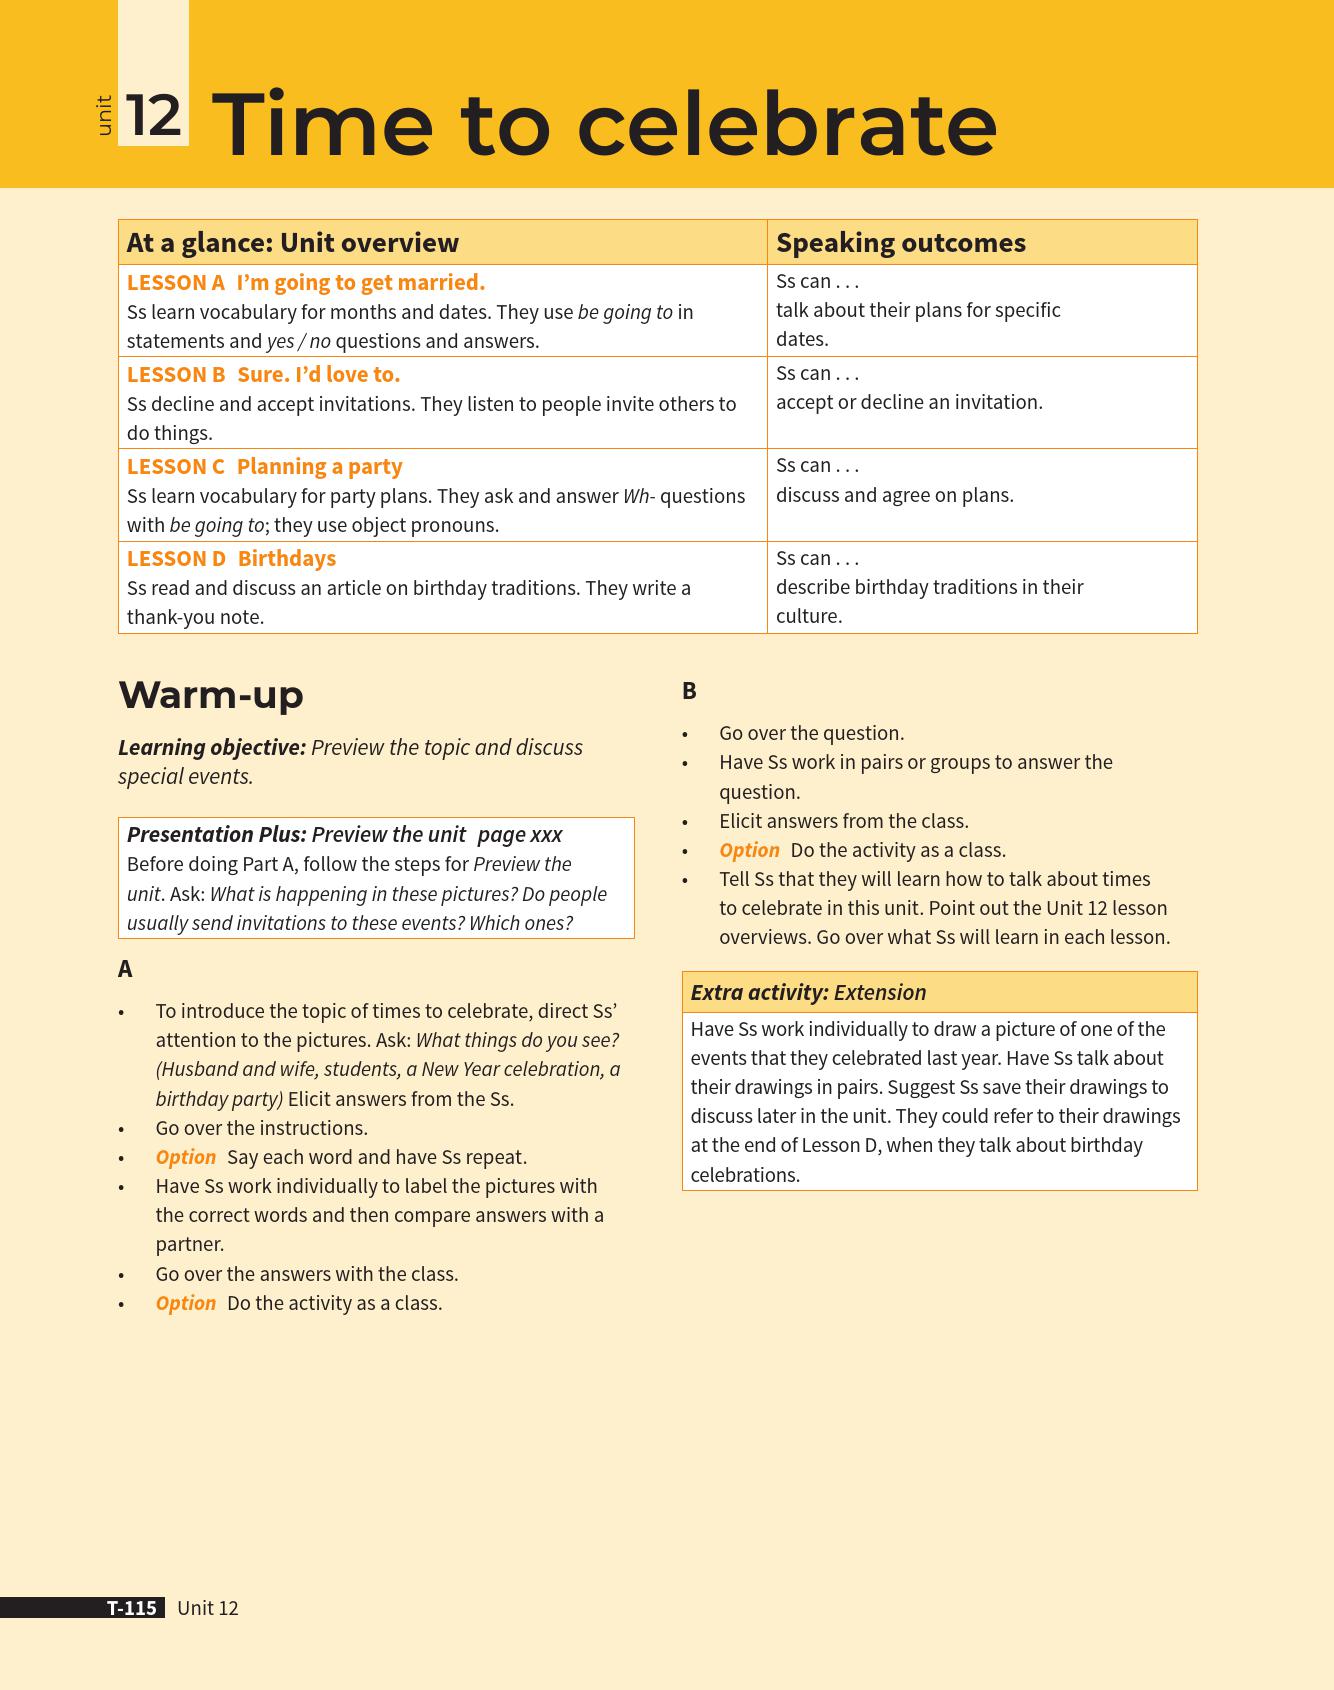 unit
12
Time to celebrate
At a glance: Unit overview
Speaking outcomes
LESSON A  I’m going to get married.
Ss learn vocabulary for months and dates. They use be going to in
statements and yes / no questions and answers.
Ss can . . .
talk about their plans for specific
dates.
LESSON B  Sure. I’d love to.
Ss decline and accept invitations. They listen to people invite others to
do things.
Ss can . . .
accept or decline an invitation.
LESSON C  Planning a party
Ss learn vocabulary for party plans. They ask and answer Wh- questions
with be going to; they use object pronouns.
Ss can . . .
discuss and agree on plans.
LESSON D  Birthdays
Ss read and discuss an article on birthday traditions. They write a
thank-you note.
Ss can . . .
describe birthday traditions in their
culture.
Warm-up
Learning objective: Preview the topic and discuss
special events.
Presentation Plus: Preview the unit  page xxx
Before doing Part A, follow the steps for Preview the
unit. Ask: What is happening in these pictures? Do people
usually send invitations to these events? Which ones?
A
• To introduce the topic of times to celebrate, direct Ss’
attention to the pictures. Ask: What things do you see?
(Husband and wife, students, a New Year celebration, a
birthday party) Elicit answers from the Ss.
• Go over the instructions.
• Option  Say each word and have Ss repeat.
• Have Ss work individually to label the pictures with
the correct words and then compare answers with a
partner.
• Go over the answers with the class.
• Option  Do the activity as a class.
B
• Go over the question.
• Have Ss work in pairs or groups to answer the
question.
• Elicit answers from the class.
• Option  Do the activity as a class.
• Tell Ss that they will learn how to talk about times
to celebrate in this unit. Point out the Unit 12 lesson
overviews. Go over what Ss will learn in each lesson.
Extra activity: Extension
Have Ss work individually to draw a picture of one of the
events that they celebrated last year. Have Ss talk about
their drawings in pairs. Suggest Ss save their drawings to
discuss later in the unit. They could refer to their drawings
at the end of Lesson D, when they talk about birthday
celebrations.
T-115 Unit 12